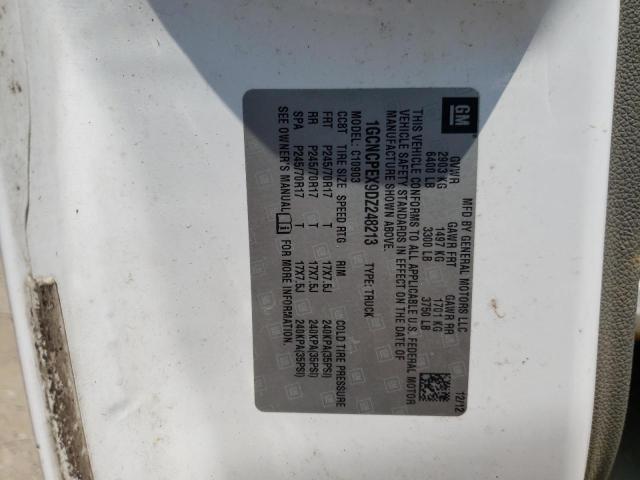 GM
MFD BY GENERAL MOTORS LLC 12/12
GVWR GAWR FRT GAWR RR
2903 KG 1497 KG 1701 KG
6400 LB 3300 LB 3750 LB
THIS VEHICLE CONFORMS TO ALL APPLICABLE U.S. FEDERAL MOTOR
VEHICLE SAFETY STANDARDS IN EFFECT ON THE DATE OF
MANUFACTURE SHOWN ABOVE.
1GCNCPEX9DZ248213 TYPE: TRUCK
MODEL: C10903
CC8T TIRE SIZE SPEED RTG RIM COLD TIRE PRESSURE
FRT P245/70R17 T 17X7.5J 240KPA(35PSI)
RR P245/70R17 T 17X7.5J 240KPA(35PSI)
SPA P245/70R17 T 17X7.5J 240KPA(35PSI)
SEE OWNER'S MANUAL FOR MORE INFORMATION.